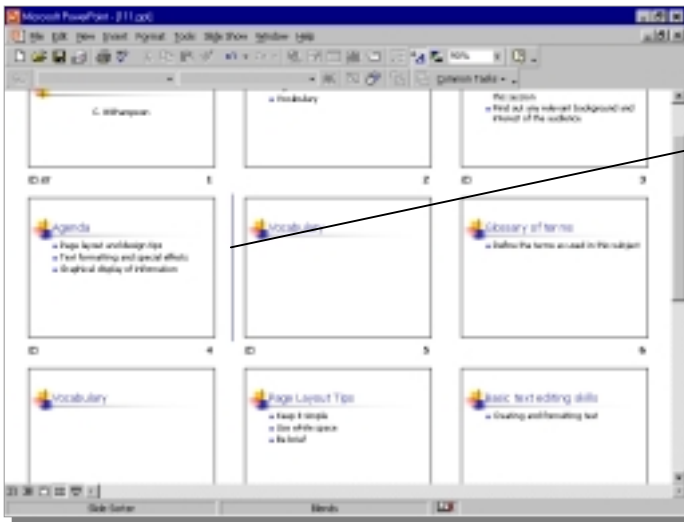 Microsoft PowerPoint - [111.ppt]
File Edit View Insert Format Tools Slide Show Window Help
Common Tasks
C. Withampson
Vocabulary
the section
Find out any relevant background and
interest of the audience
1
2
3
Agenda
Page layout and design tips
Text formatting and special effects
Graphical display of information
Vocabulary
Glossary of terms
Define the terms as used in this subject
4
5
6
Vocabulary
Page Layout Tips
Keep it simple
Use white space
Be brief
Basic text editing skills
Creating and formatting text
Slide Sorter
Blends